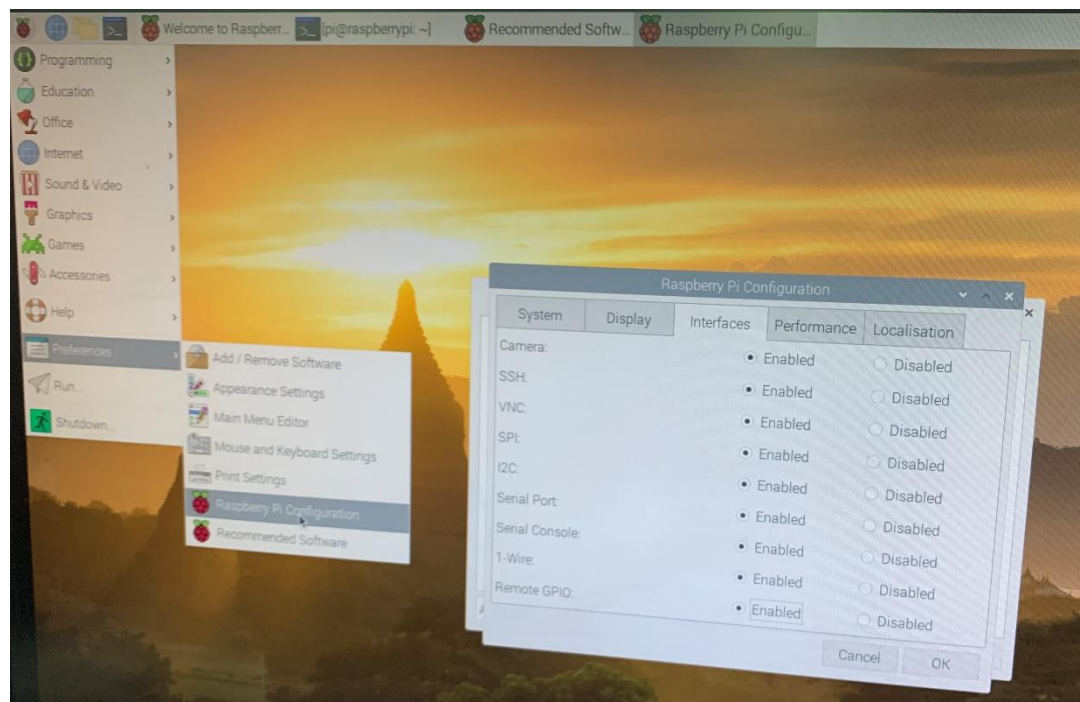 Welcome to Raspberr...
[pi@raspberrypi: ~]
Recommended Softw...
Raspberry Pi Configu...
Programming
Education
Office
Internet
Sound & Video
Graphics
Games
Accessories
Help
Preferences
Run...
Shutdown...
Add / Remove Software
Appearance Settings
Main Menu Editor
Mouse and Keyboard Settings
Print Settings
Raspberry Pi Configuration
Recommended Software
Raspberry Pi Configuration
System Display Interfaces Performance Localisation
Camera: Enabled Disabled
SSH: Enabled Disabled
VNC: Enabled Disabled
SPI: Enabled Disabled
I2C: Enabled Disabled
Serial Port: Enabled Disabled
Serial Console: Enabled Disabled
1-Wire: Enabled Disabled
Remote GPIO: Enabled Disabled
Cancel OK